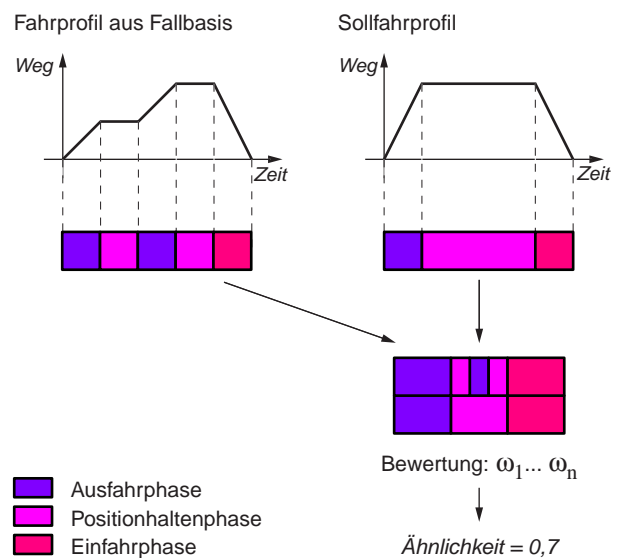 Fahrprofil aus Fallbasis
Sollfahrprofil
Weg
Weg
Zeit
Zeit
Bewertung: ω1... ωn
Ausfahrphase
Positionhaltenphase
Einfahrphase
Ähnlichkeit = 0,7